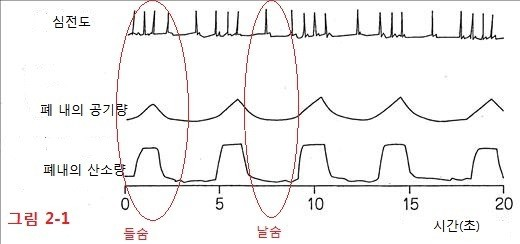 심전도
폐 내의 공기량
폐내의 산소량
0 5 10 15 20
그림 2-1
들숨
날숨
시간(초)